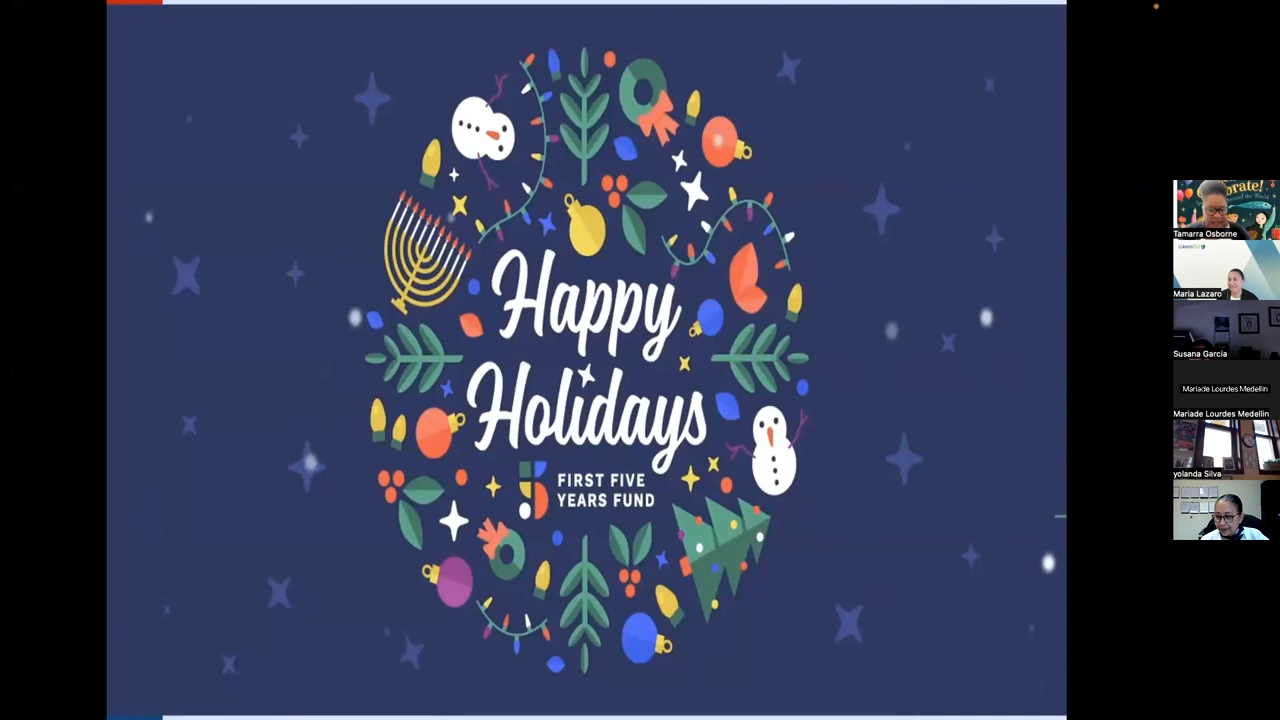 Happy
Holidays
FIRST FIVE
YEARS FUND
Tamarra Osborne
Maria Lazaro
Susana Garcia
Mariade Lourdes Medellin
Mariade Lourdes Medellin
yolanda Silva